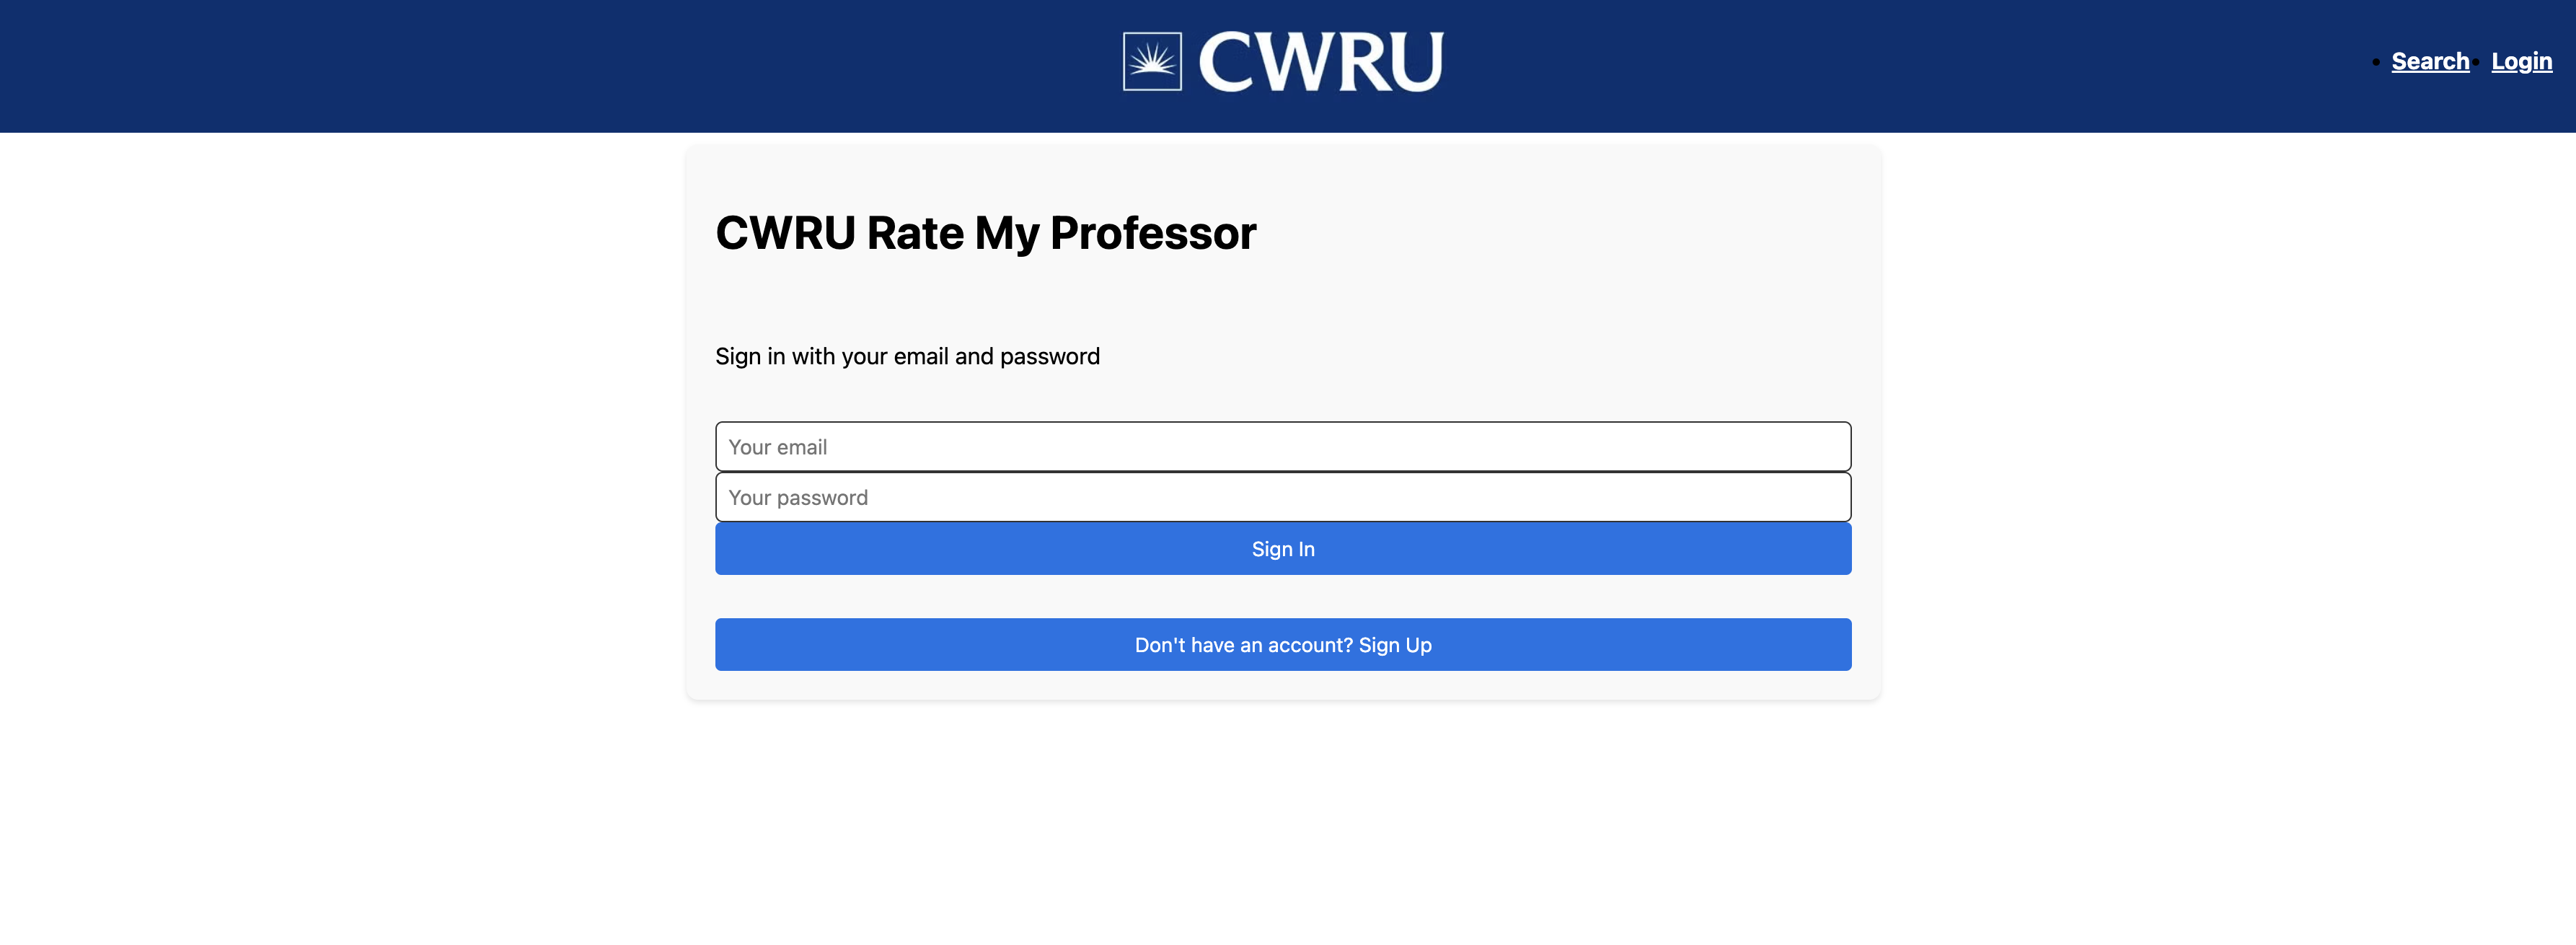 CWRU
Search
Login
CWRU Rate My Professor
Sign in with your email and password
Your email
Your password
Sign In
Don't have an account? Sign Up